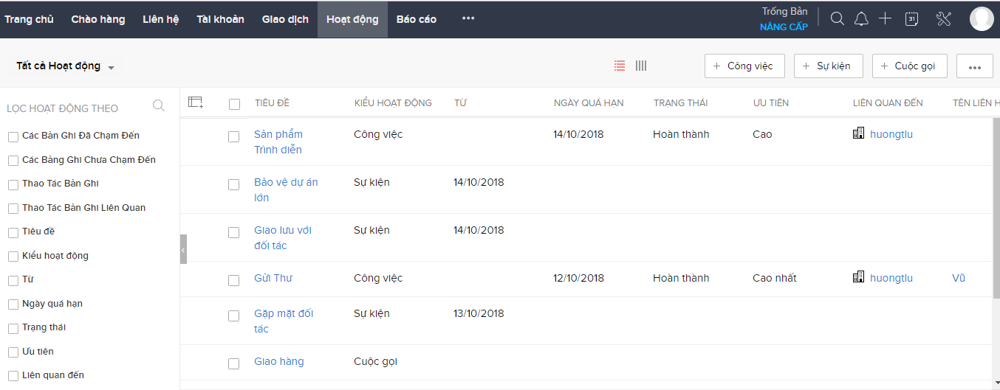 Trang chủ Chào hàng Liên hệ Tài khoản Giao dịch Hoạt động Báo cáo ••• Trống Bản
NÂNG CẤP
31
Tất cả Hoạt động
+ Công việc + Sự kiện + Cuộc gọi •••
LỌC HOẠT ĐỘNG THEO
Các Bản Ghi Đã Chạm Đến
Các Bảng Ghi Chưa Chạm Đến
Thao Tác Bản Ghi
Thao Tác Bản Ghi Liên Quan
Tiêu đề
Kiểu hoạt động
Từ
Ngày quá hạn
Trạng thái
Ưu tiên
Liên quan đến
TIÊU ĐỀ KIỂU HOẠT ĐỘNG TỪ NGÀY QUÁ HẠN TRẠNG THÁI ƯU TIÊN LIÊN QUAN ĐẾN TÊN LIÊN H
Sản phẩm Công việc 14/10/2018 Hoàn thành Cao huongtlu
Trình diễn
Bảo vệ dự án Sự kiện 14/10/2018
lớn
Giao lưu với Sự kiện 14/10/2018
đối tác
Gửi Thư Công việc 12/10/2018 Hoàn thành Cao nhất huongtlu Vũ
Gặp mặt đối Sự kiện 13/10/2018
tác
Giao hàng Cuộc gọi